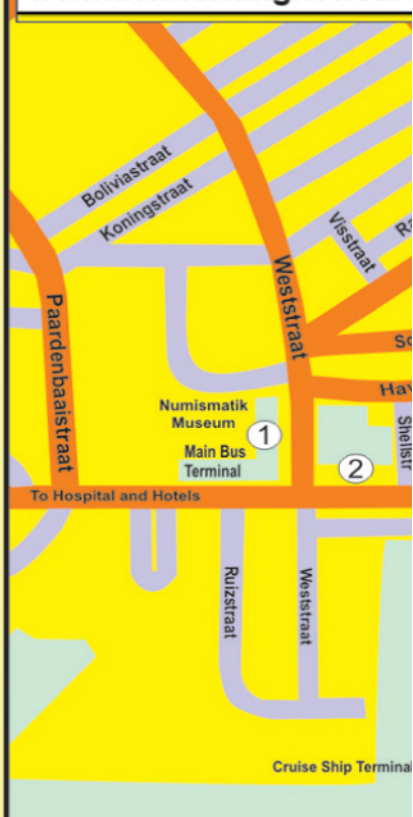 Boliviastraat
Koningstraat
Visstraat
Weststraat
Paardenbaaistraat
Numismatik
Museum
1
Main Bus
Terminal
2
Shellstr
To Hospital and Hotels
Ruizstraat
Weststraat
Cruise Ship Terminal